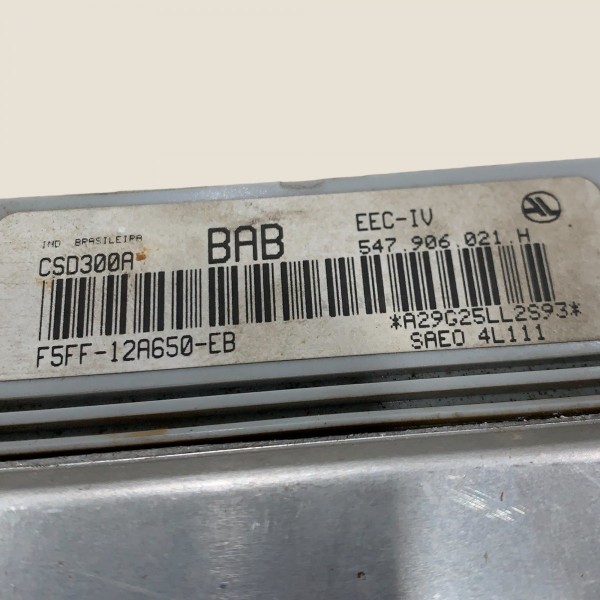 IND BRASILEIRA BAB EEC-IV
CSD300A 547 906.021.H
*A29G25LL2S93*
F5FF-12A650-EB SAEO 4L111